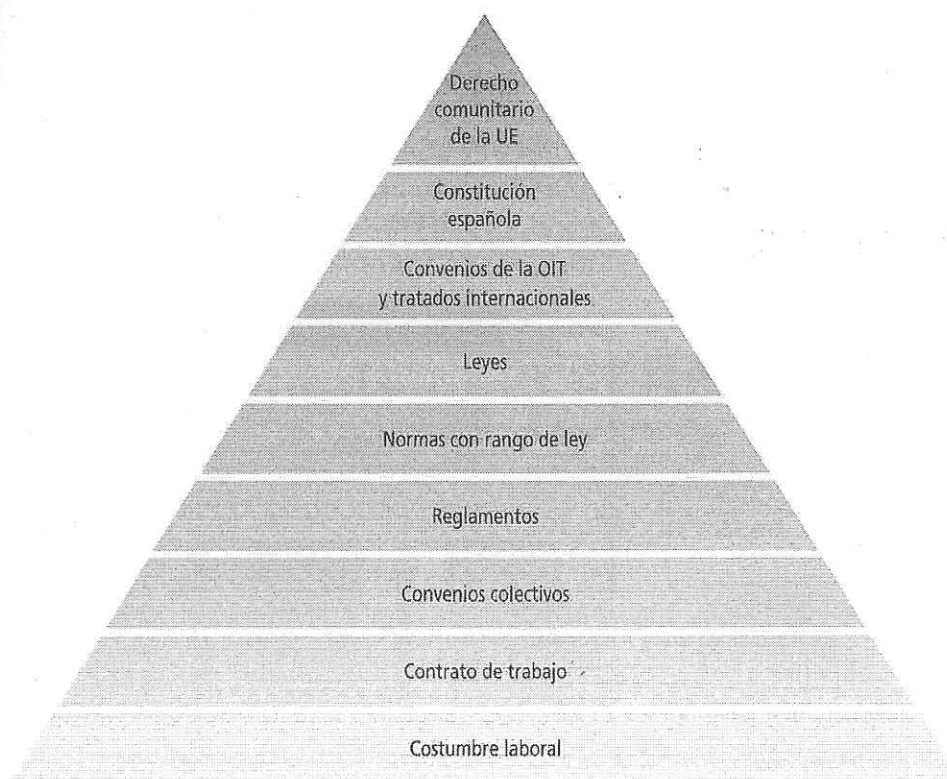 Derecho
comunitario
de la UE
Constitución
española
Convenios de la OIT
y tratados internacionales
Leyes
Normas con rango de ley
Reglamentos
Convenios colectivos
Contrato de trabajo
Costumbre laboral